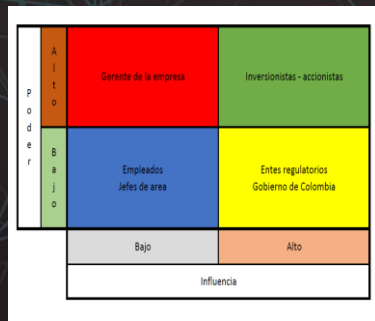 Poder
Alto
Gerente de la empresa
Inversionistas - accionistas
Bajo
Empleados
Jefes de area
Entes regulatorios
Gobierno de Colombia
Bajo
Alto
Influencia